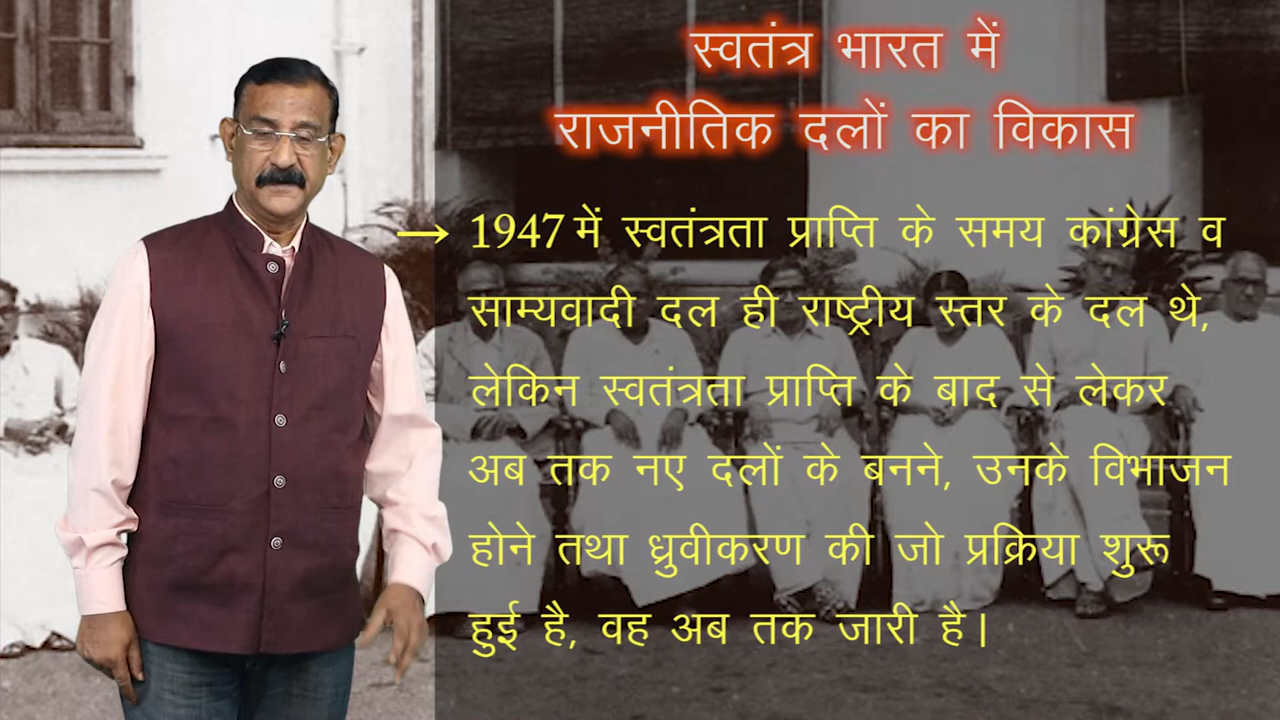 स्वतंत्र भारत में
राजनीतिक दलों का विकास
→ 1947 में स्वतंत्रता प्राप्ति के समय कांग्रेस व
साम्यवादी दल ही राष्ट्रीय स्तर के दल थे,
लेकिन स्वतंत्रता प्राप्ति के बाद से लेकर
अब तक नए दलों के बनने, उनके विभाजन
होने तथा ध्रुवीकरण की जो प्रक्रिया शुरू
हुई है, वह अब तक जारी है।